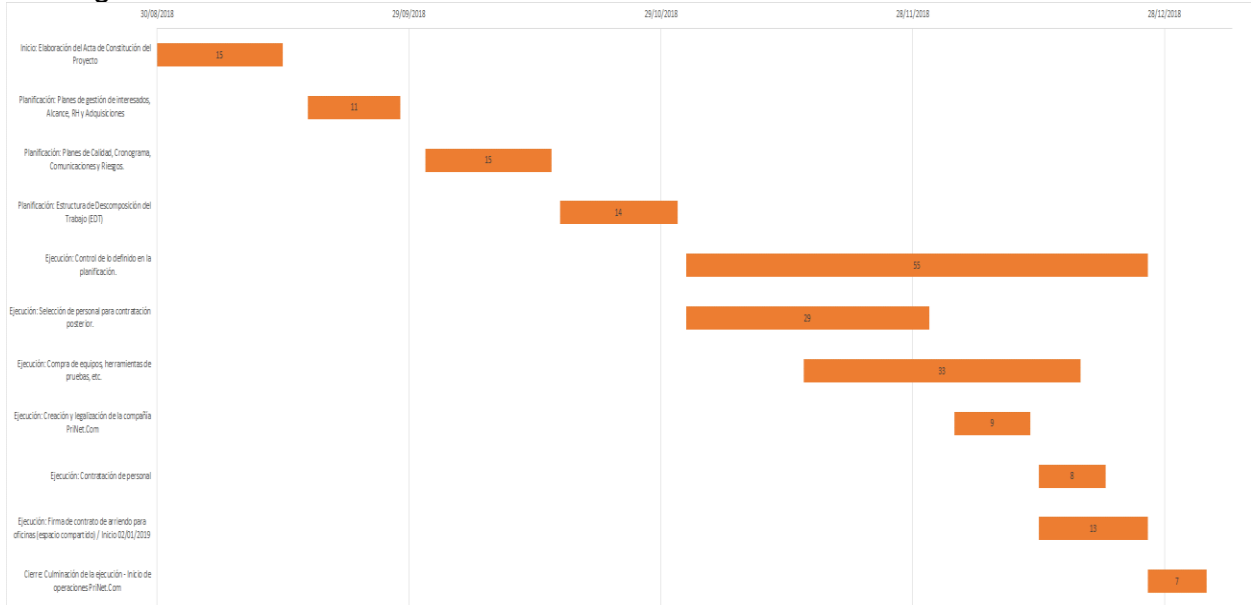 30/08/2018 29/09/2018 29/10/2018 28/11/2018 28/12/2018
Inicio: Elaboración del Acta de Constitución del
Proyecto
15
Planificación: Planes de gestión de interesados,
Alcance, RH y Adquisiciones
11
Planificación: Planes de Calidad, Cronograma,
Comunicaciones y Riesgos.
15
Planificación: Estructura de Descomposición del
Trabajo (EDT)
14
Ejecución: Control de lo definido en la
planificación.
55
Ejecución: Selección de personal para contratación
posterior.
29
Ejecución: Compra de equipos, herramientas de
pruebas, etc.
33
Ejecución: Creación y legalización de la compañía
PriNet.Com
9
Ejecución: Contratación de personal
8
Ejecución: Firma de contrato de arriendo para
oficinas (espacio compartido) / Inicio 02/01/2019
13
Cierre: Culminación de la ejecución - Inicio de
operaciones PriNet.Com
7